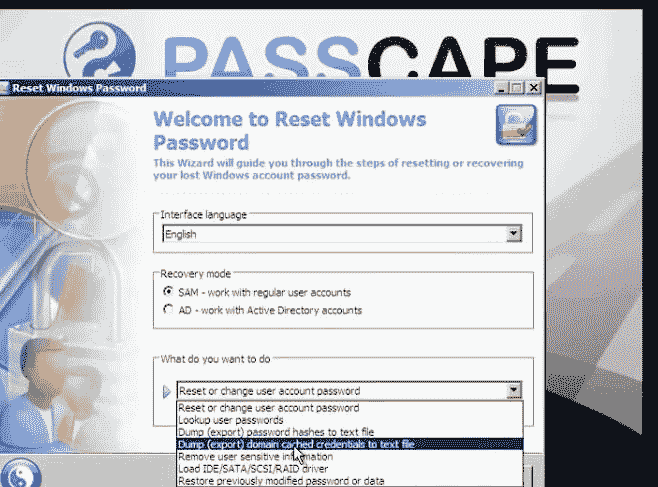 PASSCAPE
Reset Windows Password
Welcome to Reset Windows
Password
This Wizard will guide you through the steps of resetting or recovering
your lost Windows account password.
Interface language
English
Recovery mode
SAM - work with regular user accounts
AD - work with Active Directory accounts
What do you want to do
Reset or change user account password
Reset or change user account password
Lookup user passwords
Dump (export) password hashes to text file
Dump (export) domain cached credentials to text file
Remove user sensitive information
Load IDE/SATA/SCSI/RAID driver
Restore previously modified password or data